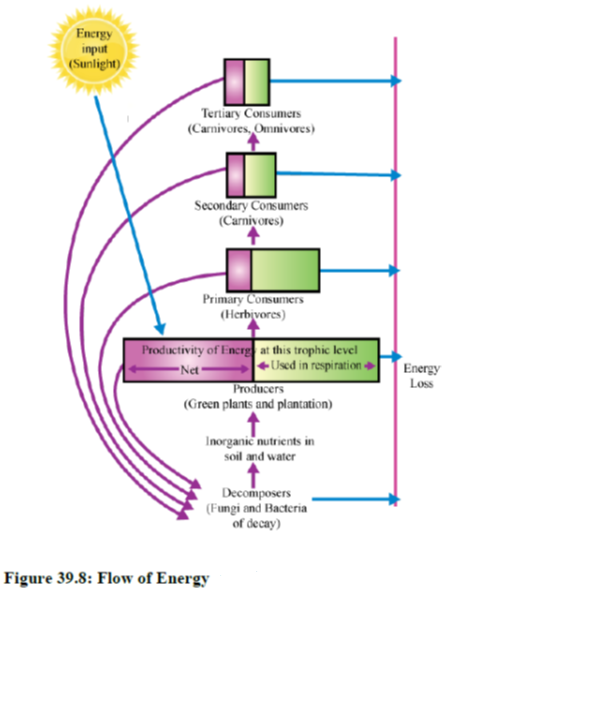 Energy
input
(Sunlight)
Tertiary Consumers
(Carnivores, Omnivores)
Secondary Consumers
(Carnivores)
Primary Consumers
(Herbivores)
Productivity of Energy at this trophic level
Net
Used in respiration
Energy
Loss
Producers
(Green plants and plantation)
Inorganic nutrients in
soil and water
Decomposers
(Fungi and Bacteria
of decay)
Figure 39.8: Flow of Energy